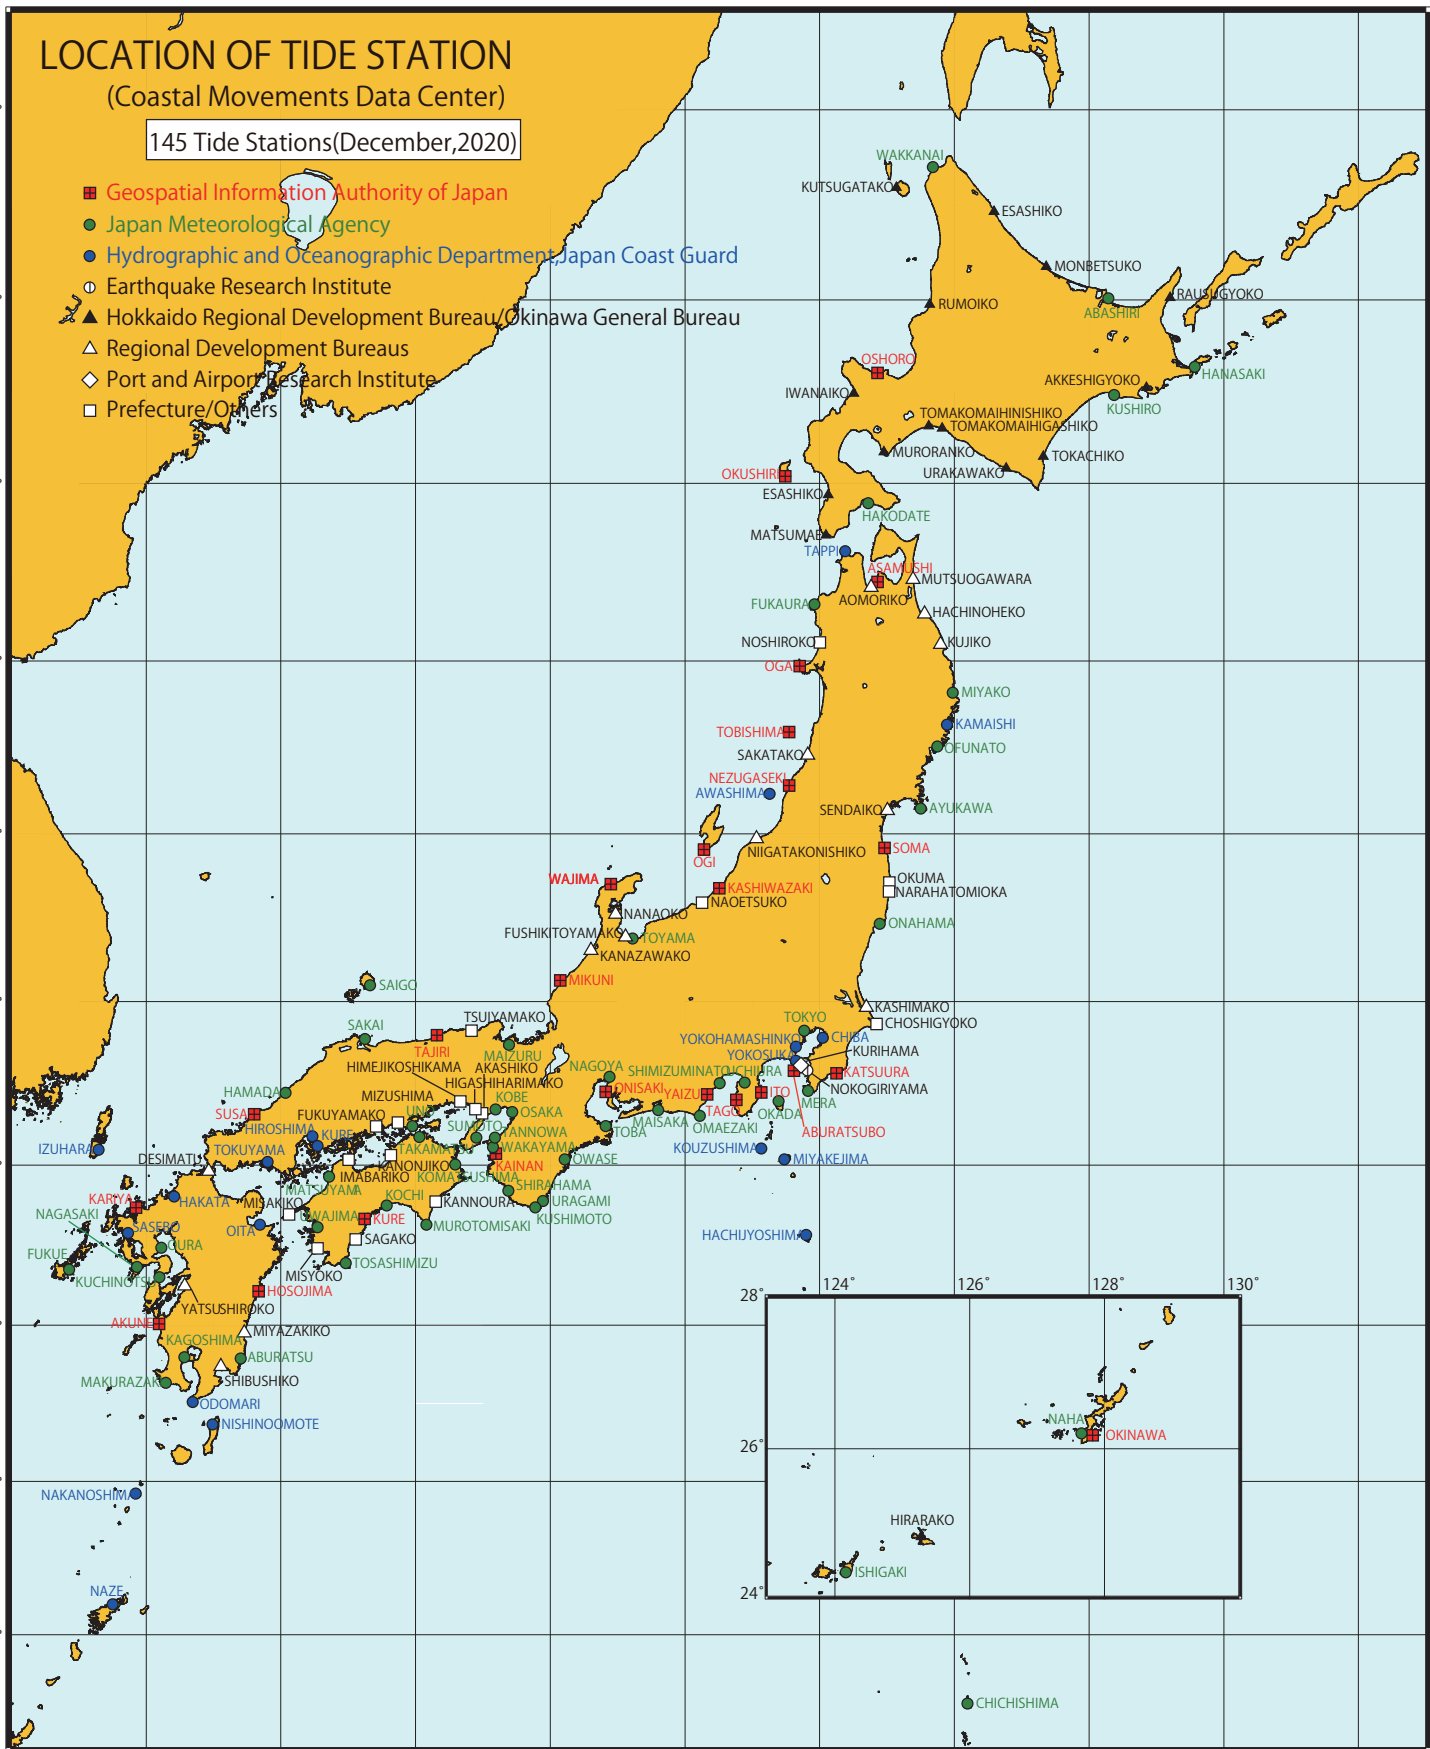 LOCATION OF TIDE STATION
(Coastal Movements Data Center)
145 Tide Stations(December,2020)
Geospatial Information Authority of Japan
Japan Meteorological Agency
Hydrographic and Oceanographic Department,Japan Coast Guard
Earthquake Research Institute
Hokkaido Regional Development Bureau/Okinawa General Bureau
Regional Development Bureaus
Port and Airport Research Institute
Prefecture/Others
WAKKANAI
KUTSUGATAKO
ESASHIKO
MONBETSUKO
RAUSUGYOKO
ABASHIRI
RUMOIKO
OSHORO
HANASAKI
AKKESHIGYOKO
IWANAIKO
KUSHIRO
TOMAKOMAIHINISHIKO
TOMAKOMAIHIGASHIKO
MURORANKO
TOKACHIKO
URAKAWAKO
OKUSHIRI
ESASHIKO
HAKODATE
MATSUMAE
TAPPI
ASAMUSHI
MUTSUOGAWARA
AOMORIKO
FUKAURA
HACHINOHEKO
NOSHIROKO
KUJIKO
OGA
MIYAKO
KAMAISHI
TOBISHIMA
OFUNATO
SAKATAKO
NEZUGASEKI
AWASHIMA
SENDAIKO
AYUKAWA
SOMA
NIIGATAKONISHIKO
OGI
WAJIMA
KASHIWAZAKI
OKUMA
NARAHATOMIOKA
NAOETSUKO
NANAOKO
ONAHAMA
FUSHIKITOYAMAKO
TOYAMA
KANAZAWAKO
MIKUNI
SAIGO
KASHIMAKO
TSUIYAMAKO
TOKYO
CHOSHIGYOKO
SAKAI
YOKOHAMASHINKO
CHIBA
TAJIRI
MAIZURU
YOKOSUKA
KURIHAMA
HIMEJIKOSHIKAMA
AKASHIKO
NAGOYA
SHIMIZUMINATO
UCHIURA
KATSUURA
HIGASHIHARIMAKO
NOKOGIRIYAMA
HAMADA
MIZUSHIMA
KOBE
ONISAKI
YAIZU
ITO
MERA
SUSA
FUKUYAMAKO
UNO
OSAKA
MAISAKA
TAGO
OKADA
HIROSHIMA
KURE
SUMOTO
TANNOWA
TOBA
OMAEZAKI
ABURATSUBO
IZUHARA
TOKUYAMA
TAKAMATSU
WAKAYAMA
KOUZUSHIMA
DESIMATU
KANONJIKO
KAINAN
OWASE
MIYAKEJIMA
IMABARIKO
KOMATSUSHIMA
MATSUYAMA
SHIRAHAMA
KARIYA
HAKATA
MISAKIKO
KOCHI
KANNOURA
URAGAMI
NAGASAKI
UWAJIMA
KURE
MUROTOMISAKI
KUSHIMOTO
SASEBO
OITA
HACHIJYOSHIMA
OURA
SAGAKO
FUKUE
TOSASHIMIZU
KUCHINOTSU
MISYOKO
HOSOJIMA
YATSUSHIROKO
AKUNE
MIYAZAKIKO
KAGOSHIMA
ABURATSU
MAKURAZAKI
SHIBUSHIKO
ODOMARI
NISHINOOMOTE
NAKANOSHIMA
NAZE
124°
126°
128°
130°
28°
NAHA
OKINAWA
26°
HIRARAKO
ISHIGAKI
24°
CHICHISHIMA